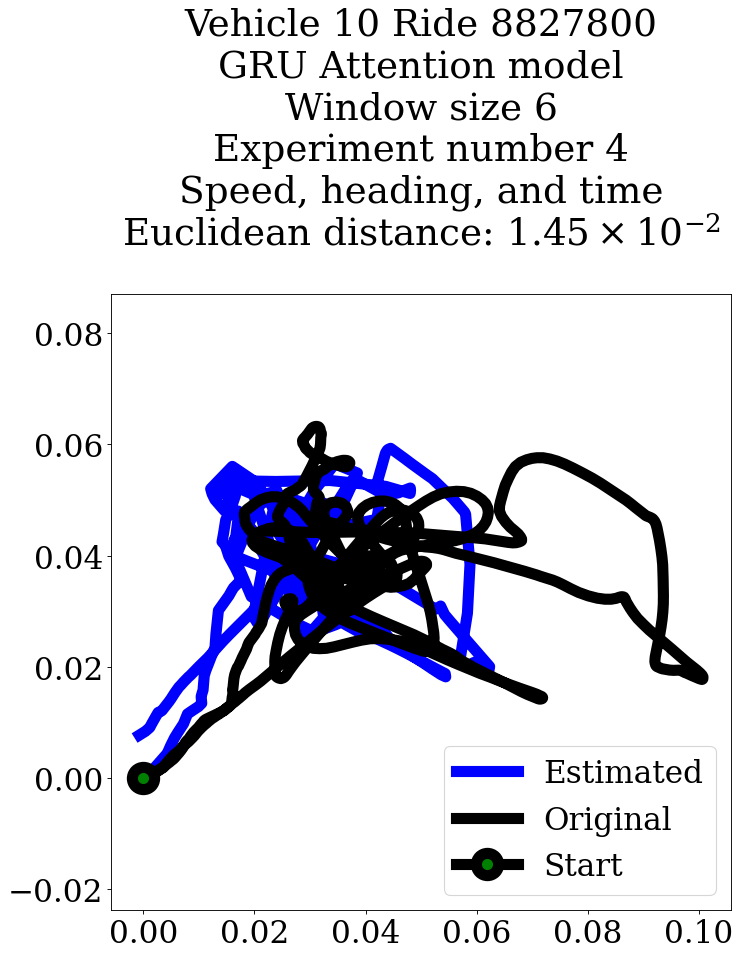 Vehicle 10 Ride 8827800
GRU Attention model
Window size 6
Experiment number 4
Speed, heading, and time
Euclidean distance: 1.45 × 10⁻²
0.08
0.06
0.04
0.02
0.00
−0.02
0.00 0.02 0.04 0.06 0.08 0.10
Estimated
Original
Start